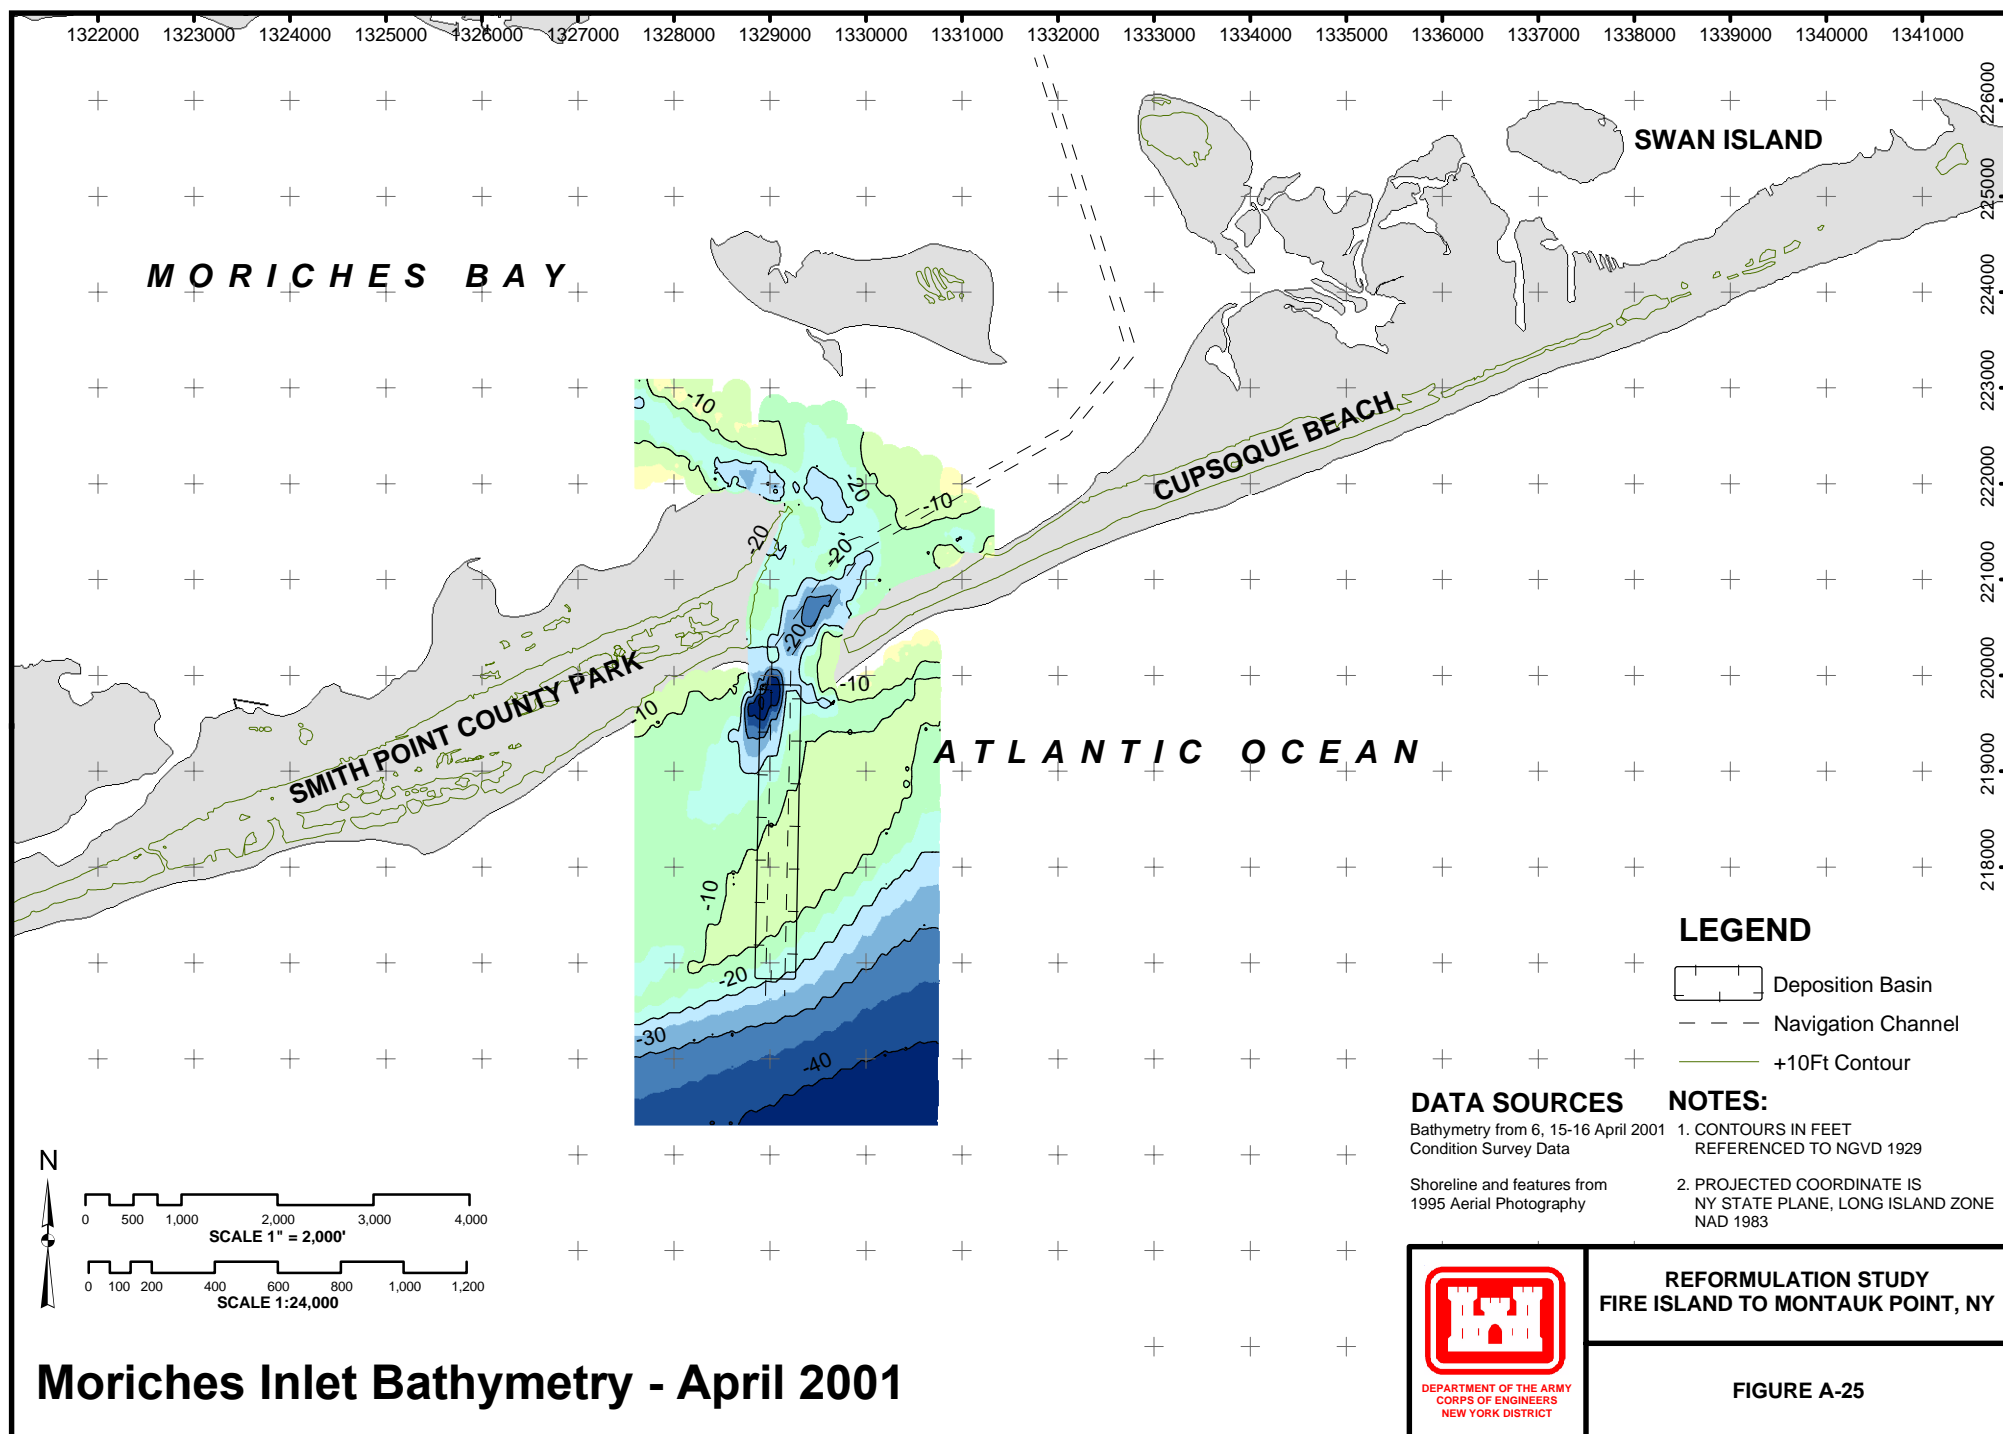 1322000 1323000 1324000 1325000 1326000 1327000 1328000 1329000 1330000 1331000 1332000 1333000 1334000 1335000 1336000 1337000 1338000 1339000 1340000 1341000
226000
225000
224000
223000
222000
221000
220000
219000
218000
SWAN ISLAND
MORICHES BAY
CUPSOQUE BEACH
SMITH POINT COUNTY PARK
ATLANTIC OCEAN
-10
-20
-10
-20
-20'
-20
-10
-10
-10
-20
-30
-40
LEGEND
Deposition Basin
Navigation Channel
+10Ft Contour
DATA SOURCES
Bathymetry from 6, 15-16 April 2001
Condition Survey Data
Shoreline and features from
1995 Aerial Photography
NOTES:
1. CONTOURS IN FEET
REFERENCED TO NGVD 1929
2. PROJECTED COORDINATE IS
NY STATE PLANE, LONG ISLAND ZONE
NAD 1983
N
0 500 1,000 2,000 3,000 4,000
SCALE 1" = 2,000'
0 100 200 400 600 800 1,000 1,200
SCALE 1:24,000
Moriches Inlet Bathymetry - April 2001
DEPARTMENT OF THE ARMY
CORPS OF ENGINEERS
NEW YORK DISTRICT
REFORMULATION STUDY
FIRE ISLAND TO MONTAUK POINT, NY
FIGURE A-25